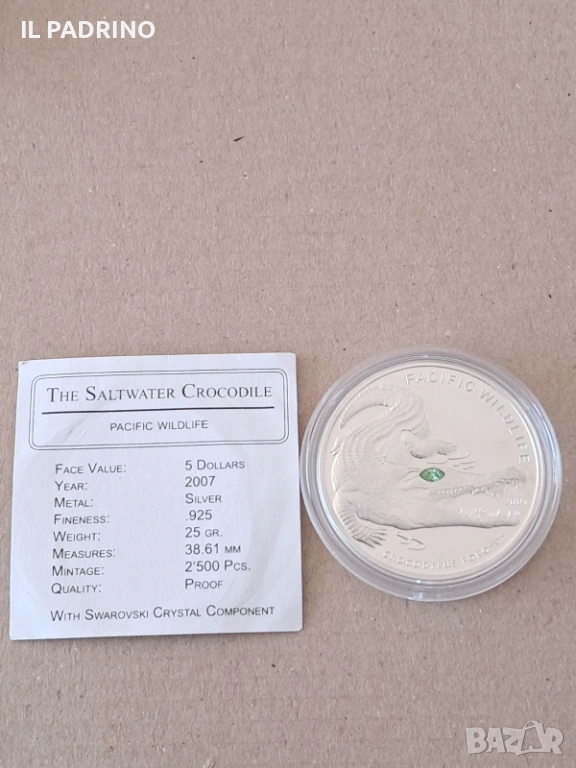 IL PADRINO
THE SALTWATER CROCODILE
PACIFIC WILDLIFE
FACE VALUE: 5 DOLLARS
YEAR: 2007
METAL: SILVER
FINENESS: .925
WEIGHT: 25 GR.
MEASURES: 38.61 MM
MINTAGE: 2'500 PCS.
QUALITY: PROOF
WITH SWAROVSKI CRYSTAL COMPONENT
PACIFIC WILDLIFE
BAZAR